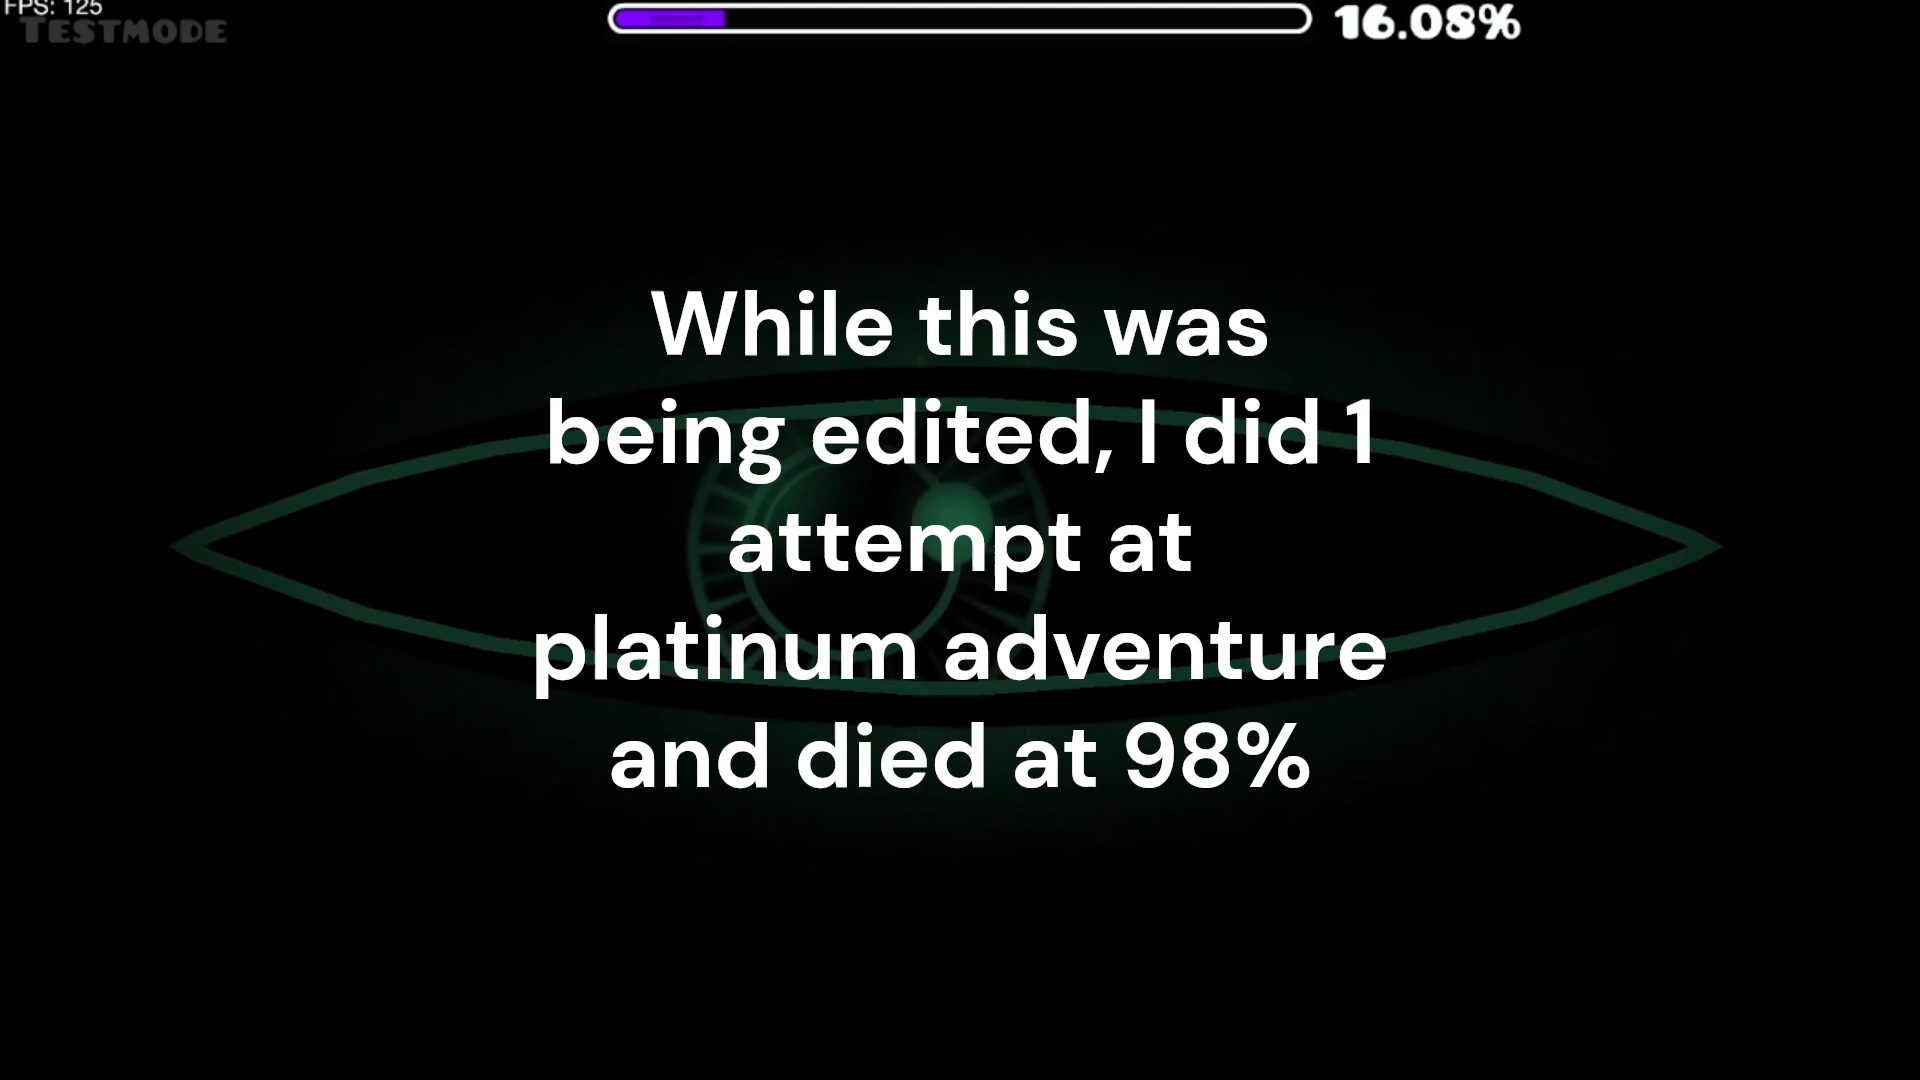 FPS: 125
TESTMODE
16.08%
While this was
being edited, I did 1
attempt at
platinum adventure
and died at 98%